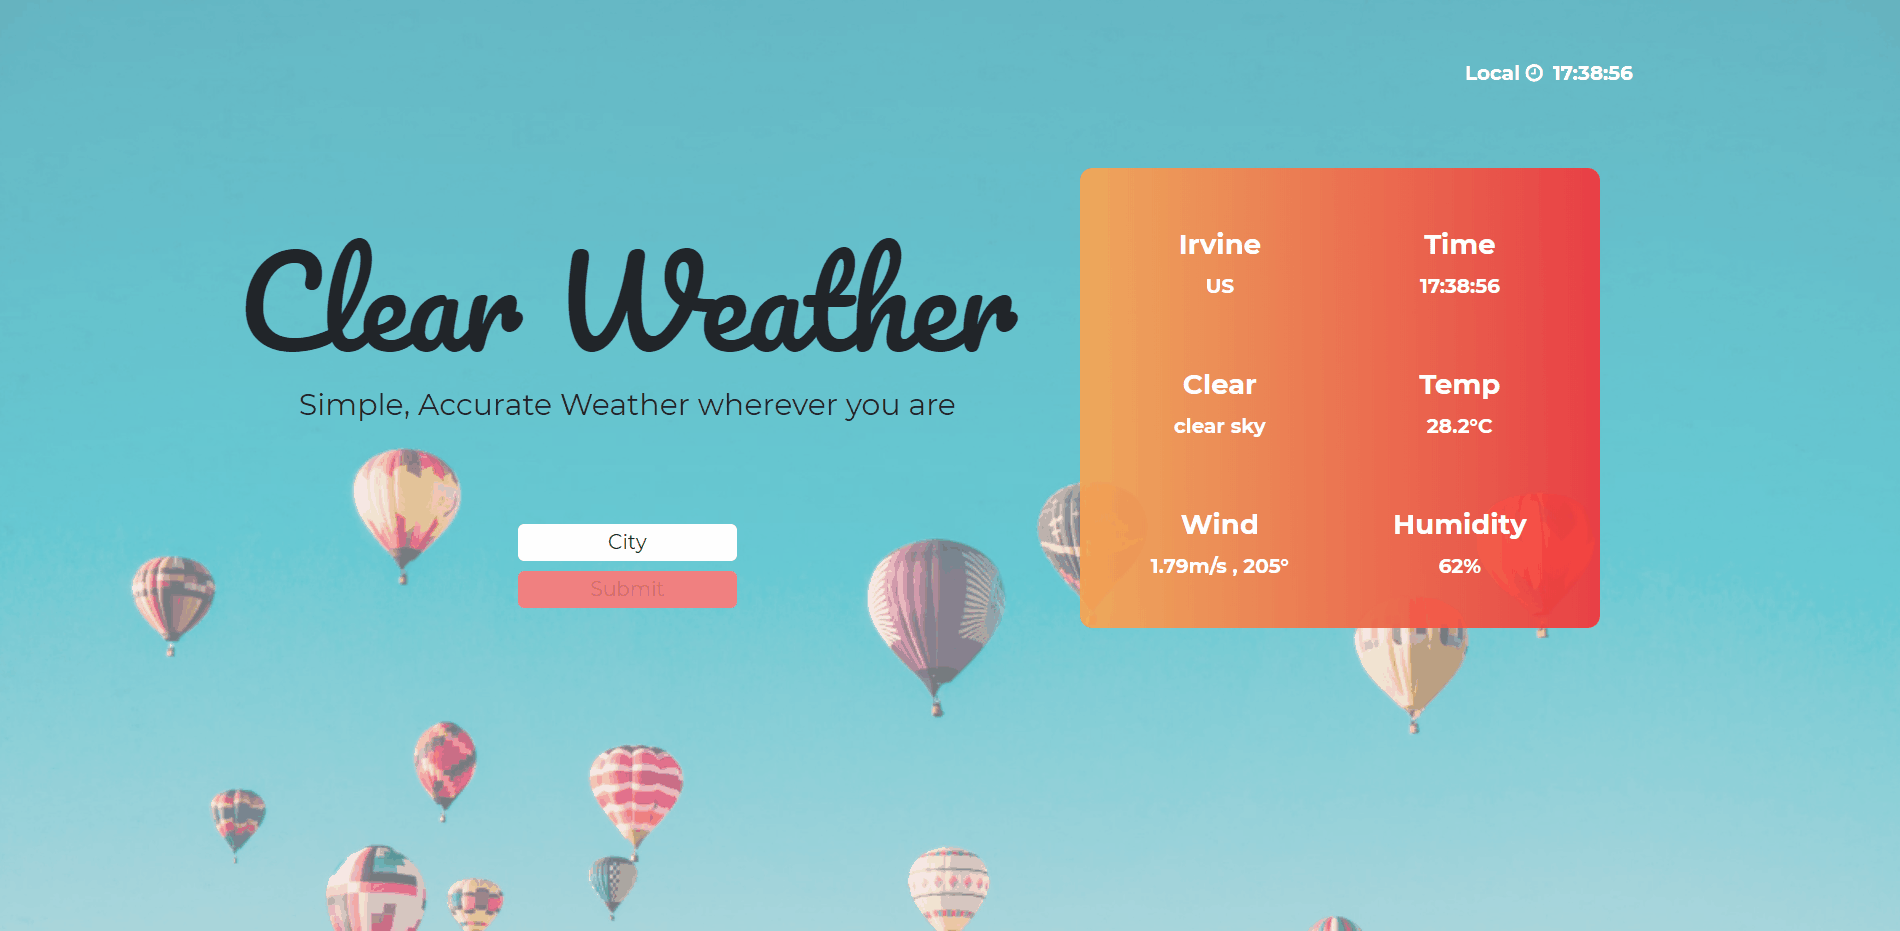 Local 17:38:56
Clear Weather
Simple, Accurate Weather wherever you are
City
Submit
Irvine
US
Time
17:38:56
Clear
clear sky
Temp
28.2°C
Wind
1.79m/s , 205°
Humidity
62%